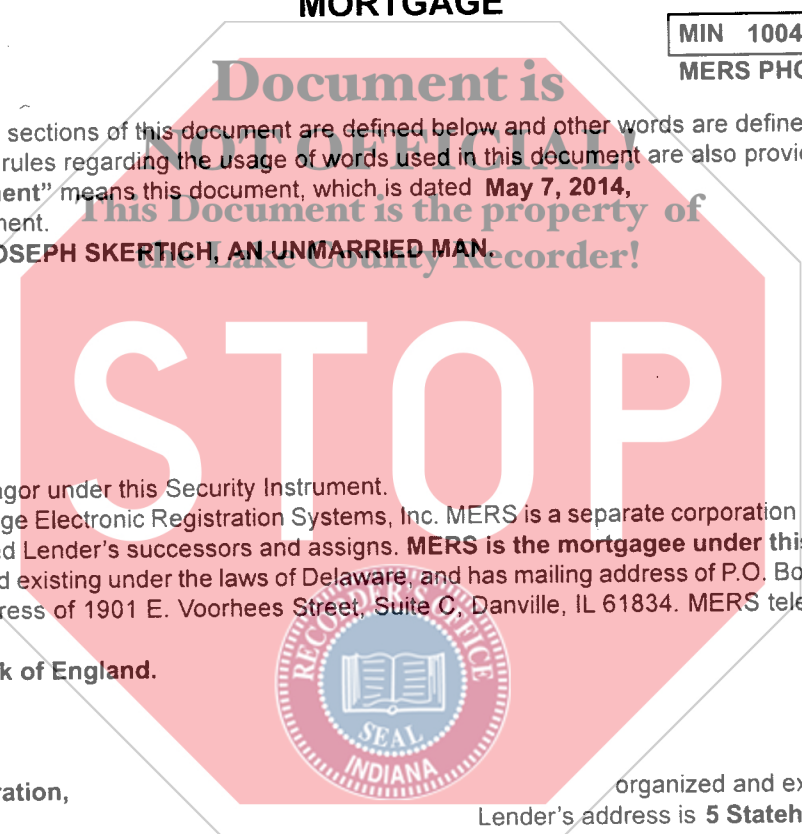 MORTGAGE
MIN 1004
MERS PHO
Document is
sections of this document are defined below and other words are define
NOT OFFICIAL!
rules regarding the usage of words used in this document are also provi
ent” means this document, which is dated May 7, 2014,
This Document is the property of
ment.
OSEPH SKERTICH, AN UNMARRIED MAN.
the Lake County Recorder!
STOP
agor under this Security Instrument.
ge Electronic Registration Systems, Inc. MERS is a separate corporation
d Lender's successors and assigns. MERS is the mortgagee under this
d existing under the laws of Delaware, and has mailing address of P.O. Bo
ress of 1901 E. Voorhees Street, Suite C, Danville, IL 61834. MERS tele
RECORDER'S OFFICE
k of England.
SEAL
INDIANA
ration,
organized and ex
Lender's address is 5 Stateh